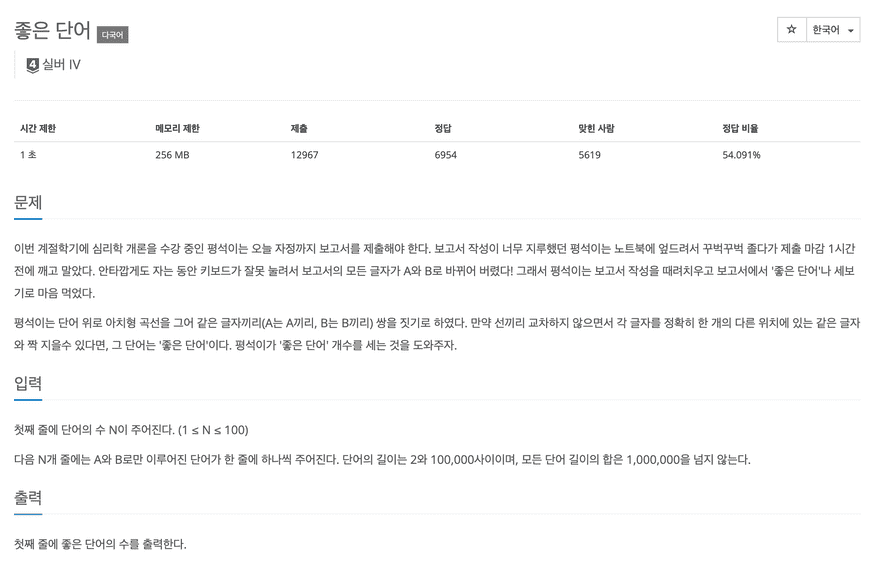 좋은 단어 다국어
☆ 한국어
4 실버 IV
시간 제한 메모리 제한 제출 정답 맞힌 사람 정답 비율
1 초 256 MB 12967 6954 5619 54.091%
문제
이번 계절학기에 심리학 개론을 수강 중인 평석이는 오늘 자정까지 보고서를 제출해야 한다. 보고서 작성이 너무 지루했던 평석이는 노트북에 엎드려서 꾸벅꾸벅 졸다가 제출 마감 1시간
전에 깨고 말았다. 안타깝게도 자는 동안 키보드가 잘못 눌려서 보고서의 모든 글자가 A와 B로 바뀌어 버렸다! 그래서 평석이는 보고서 작성을 때려치우고 보고서에서 '좋은 단어'나 세보
기로 마음 먹었다.
평석이는 단어 위로 아치형 곡선을 그어 같은 글자끼리(A는 A끼리, B는 B끼리) 쌍을 짓기로 하였다. 만약 선끼리 교차하지 않으면서 각 글자를 정확히 한 개의 다른 위치에 있는 같은 글자
와 짝 지을수 있다면, 그 단어는 '좋은 단어'이다. 평석이가 '좋은 단어' 개수를 세는 것을 도와주자.
입력
첫째 줄에 단어의 수 N이 주어진다. (1 ≤ N ≤ 100)
다음 N개 줄에는 A와 B로만 이루어진 단어가 한 줄에 하나씩 주어진다. 단어의 길이는 2와 100,000사이이며, 모든 단어 길이의 합은 1,000,000을 넘지 않는다.
출력
첫째 줄에 좋은 단어의 수를 출력한다.